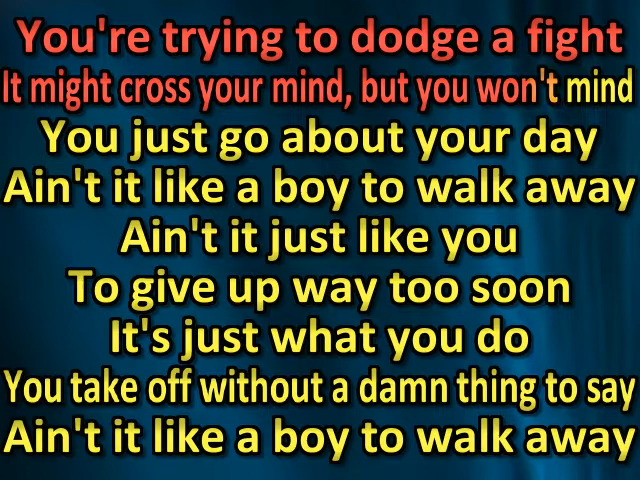 You're trying to dodge a fight
It might cross your mind, but you won't mind
You just go about your day
Ain't it like a boy to walk away
Ain't it just like you
To give up way too soon
It's just what you do
You take off without a damn thing to say
Ain't it like a boy to walk away